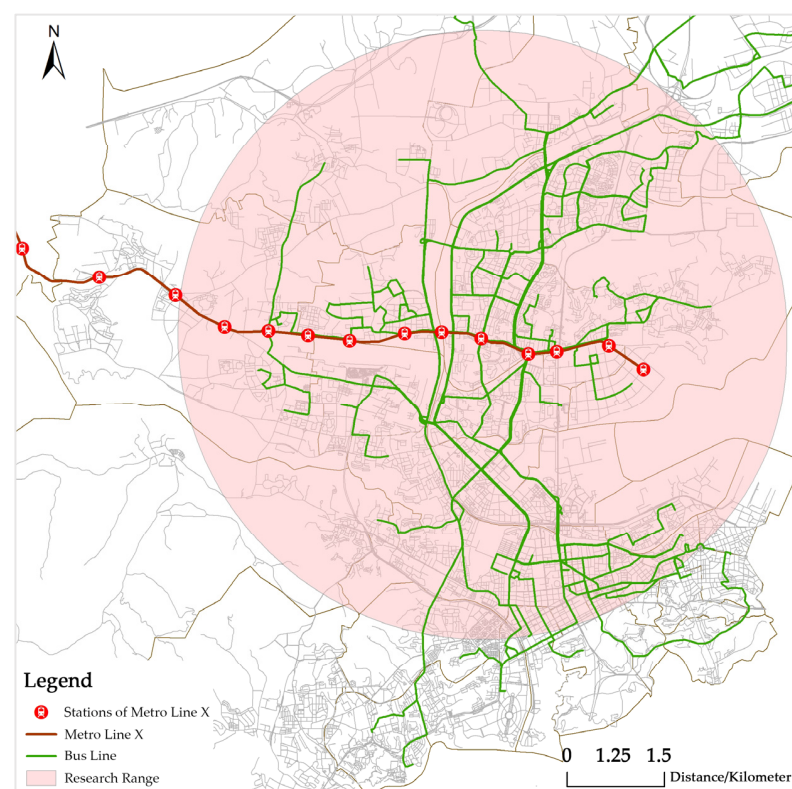 N
Legend
Stations of Metro Line X
Metro Line X
Bus Line
Research Range
0 1.25 1.5
Distance/Kilometer